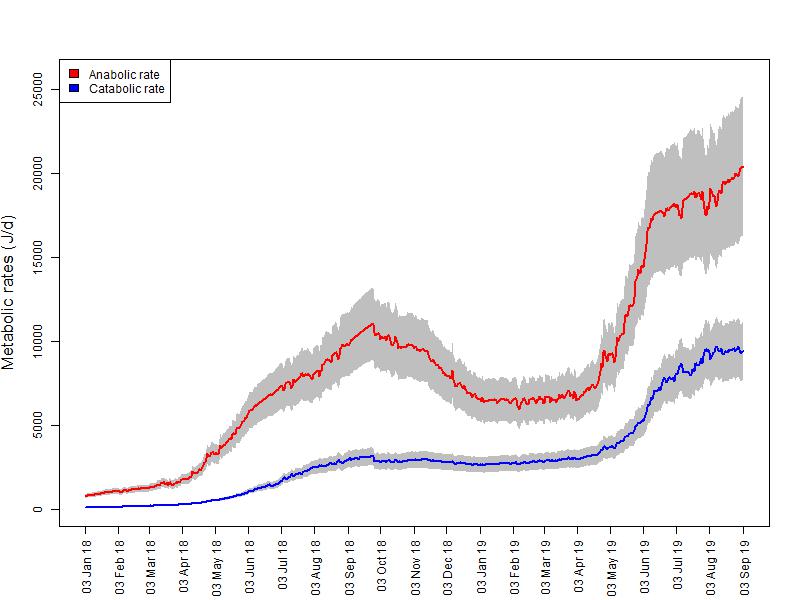 Anabolic rate
Catabolic rate
Metabolic rates (J/d)
25000
20000
15000
10000
5000
0
03 Jan 18
03 Feb 18
03 Mar 18
03 Apr 18
03 May 18
03 Jun 18
03 Jul 18
03 Aug 18
03 Sep 18
03 Oct 18
03 Nov 18
03 Dec 18
03 Jan 19
03 Feb 19
03 Mar 19
03 Apr 19
03 May 19
03 Jun 19
03 Jul 19
03 Aug 19
03 Sep 19